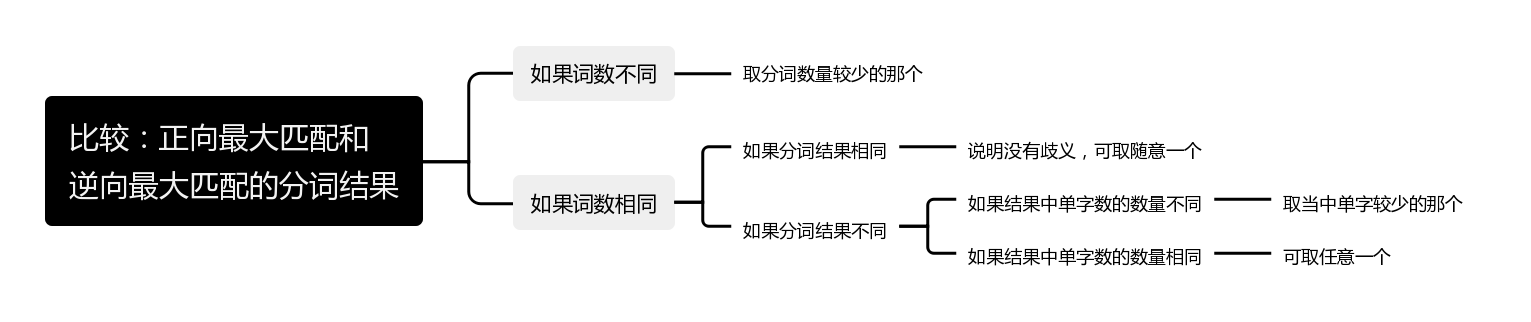 比较：正向最大匹配和
逆向最大匹配的分词结果
如果词数不同
取分词数量较少的那个
如果词数相同
如果分词结果相同
说明没有歧义，可取随意一个
如果分词结果不同
如果结果中单字数的数量不同
取当中单字较少的那个
如果结果中单字数的数量相同
可取任意一个